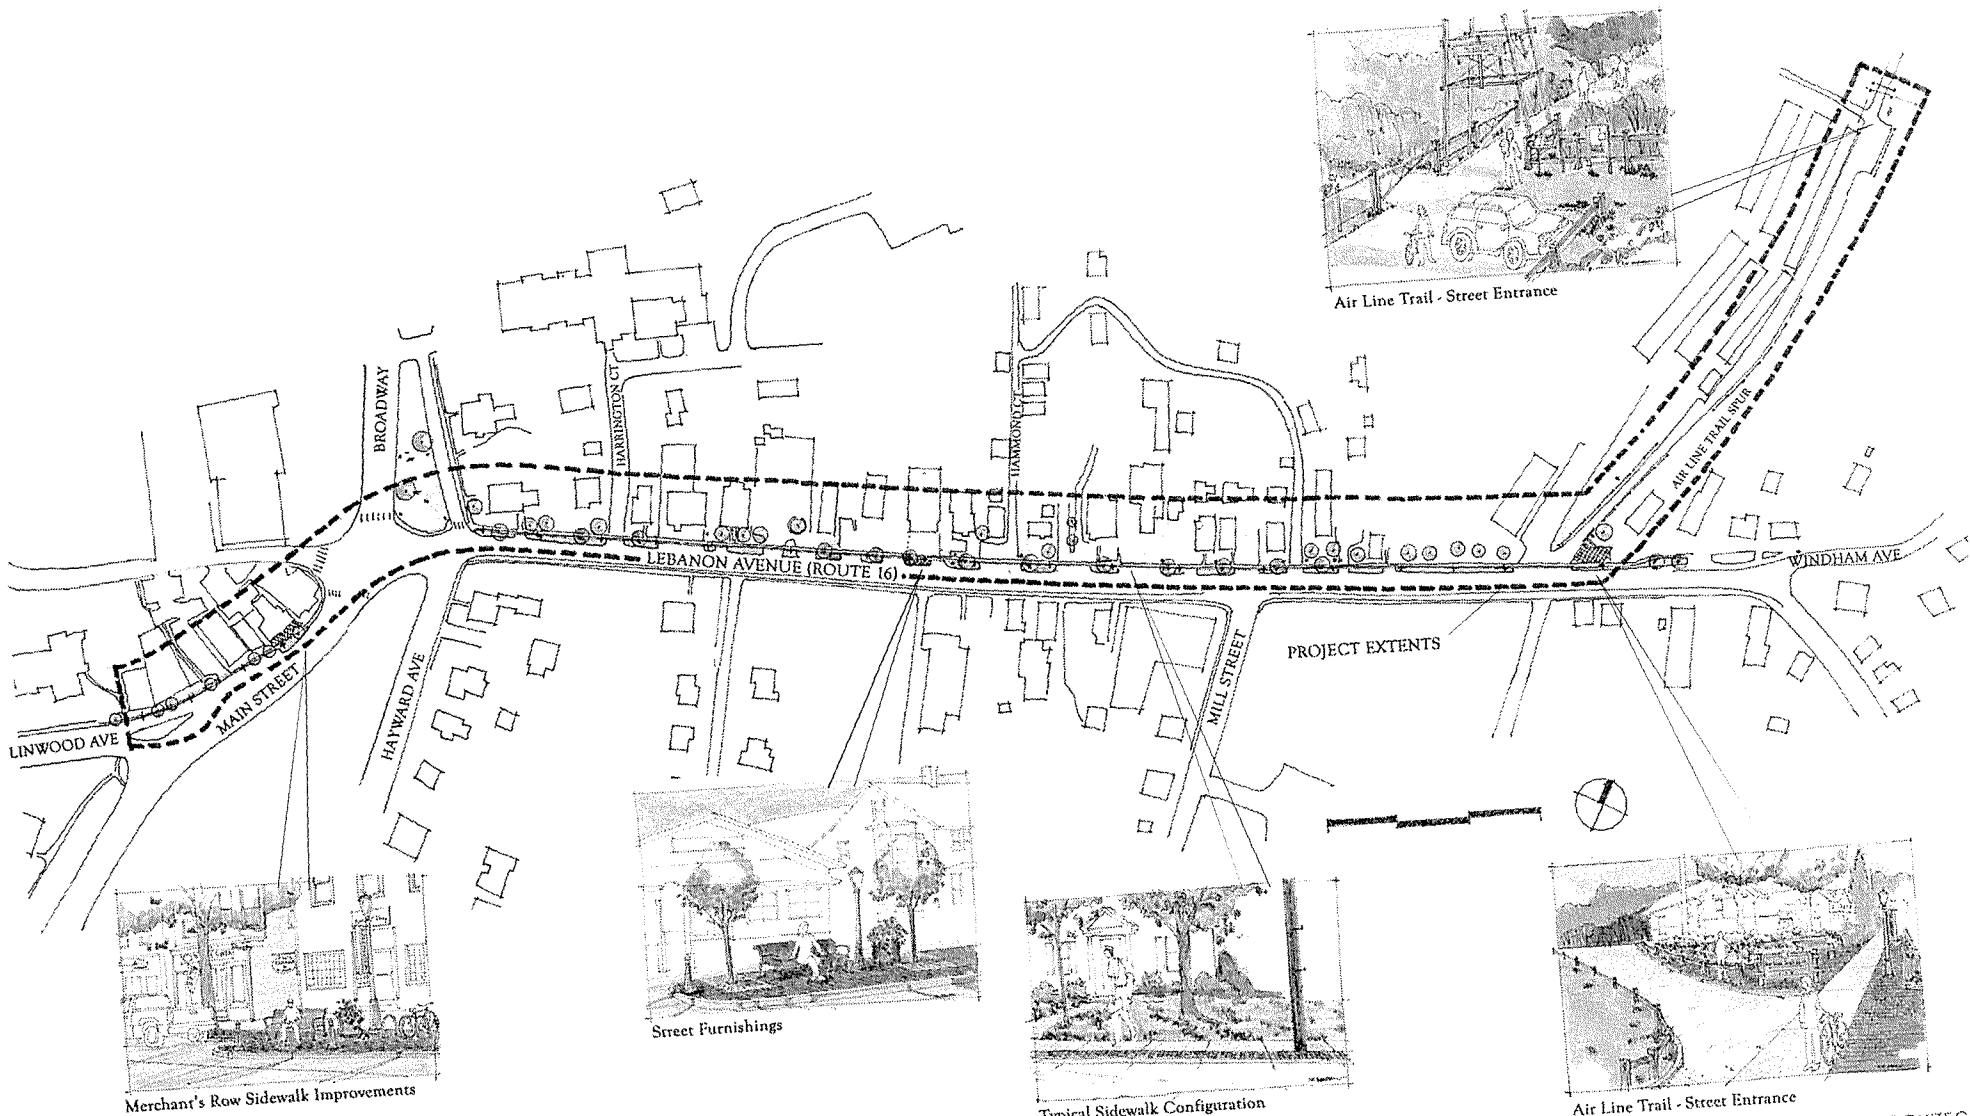 Air Line Trail - Street Entrance
BROADWAY
HARRINGTON CT
HAMMOND CT
AIR LINE TRAIL SPUR
LEBANON AVENUE (ROUTE 16)
WINDHAM AVE
LINWOOD AVE
MAIN STREET
HAYWARD AVE
MILL STREET
PROJECT EXTENTS
Merchant's Row Sidewalk Improvements
Street Furnishings
Typical Sidewalk Configuration
Air Line Trail - Street Entrance